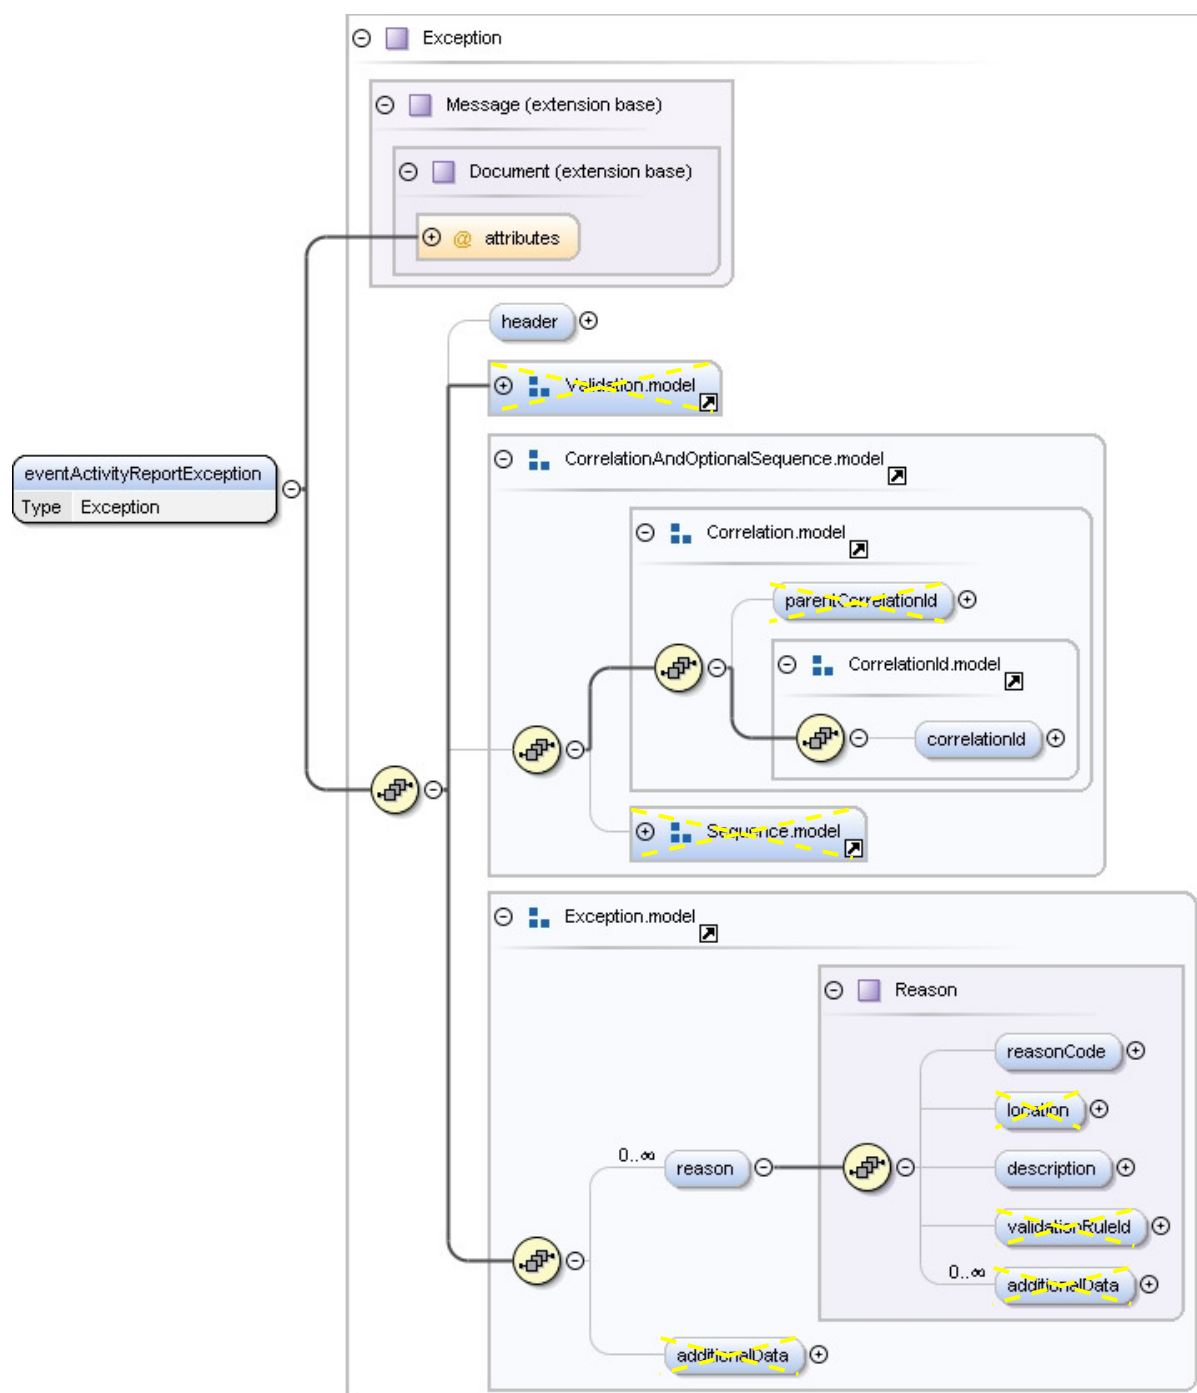 Exception
Message (extension base)
Document (extension base)
@ attributes
header
Validation.model
eventActivityReportException
Type Exception
CorrelationAndOptionalSequence.model
Correlation.model
parentCorrelationId
CorrelationId.model
correlationId
Sequence.model
Exception.model
Reason
reasonCode
location
0..∞
reason
description
validationRuleId
0..∞
additionalData
additionalData